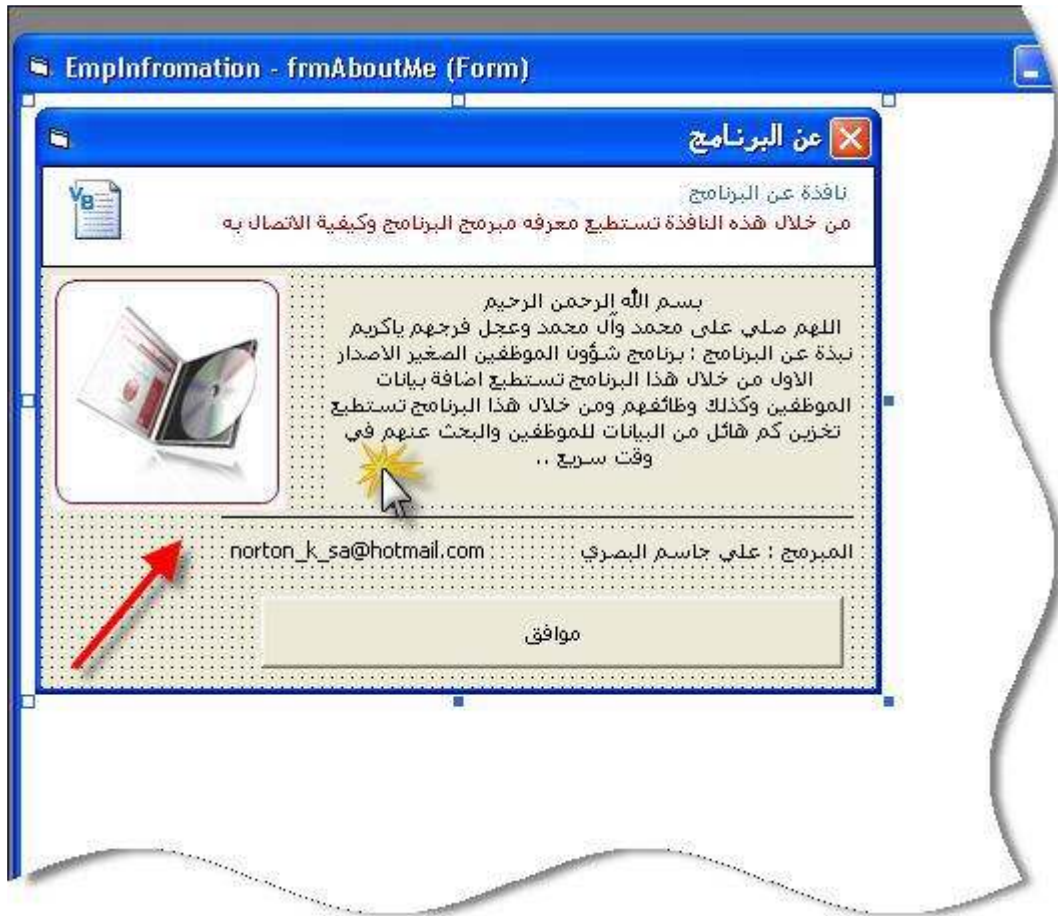 EmpInfromation - frmAboutMe (Form)
عن البرنامج
VB
نافذة عن البرنامج
من خلال هذه النافذة تستطيع معرفه مبرمج البرنامج وكيفية الاتصال به
بسم الله الرحمن الرحيم
اللهم صلي على محمد وآل محمد وعجل فرجهم ياكريم
نبذة عن البرنامج : برنامج شؤون الموظفين الصغير الاصدار
الاول من خلال هذا البرنامج تستطيع اضافة بيانات
الموظفين وكذلك وظائفهم ومن خلال هذا البرنامج تستطيع
تخزين كم هائل من البيانات للموظفين والبحث عنهم في
وقت سريع ..
المبرمج : علي جاسم البصري norton_k_sa@hotmail.com
موافق